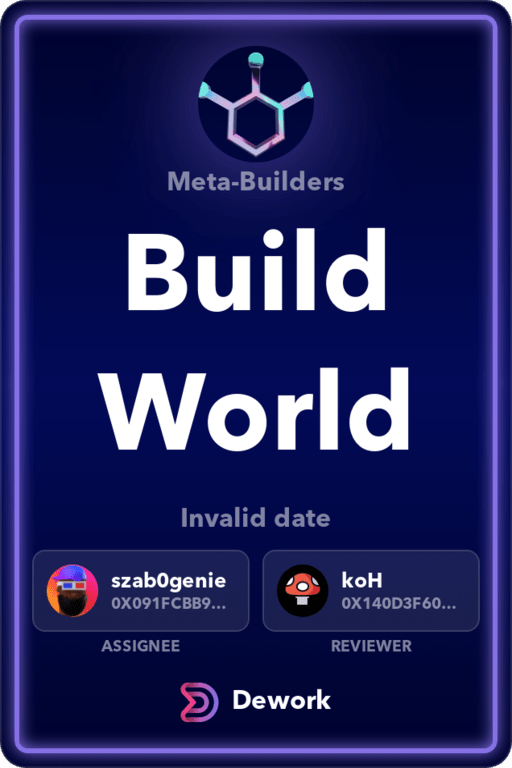 Meta-Builders
Build
World
Invalid date
szab0genie
0X091FCBB9...
koH
0X140D3F60...
ASSIGNEE
REVIEWER
Dework